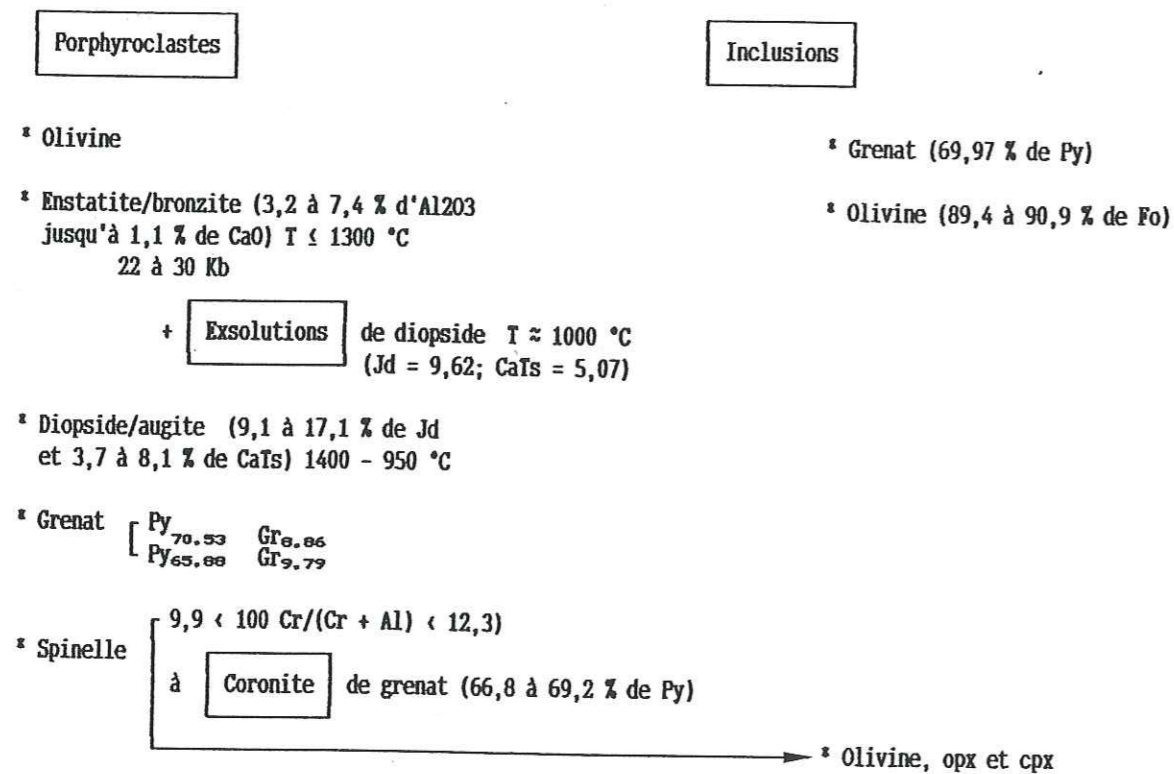 Porphyroclastes
Inclusions
* Olivine
* Grenat (69,97 % de Py)
* Enstatite/bronzite (3,2 à 7,4 % d'Al2O3
* Olivine (89,4 à 90,9 % de Fo)
jusqu'à 1,1 % de CaO) T ≤ 1300 °C
22 à 30 Kb
+ Exsolutions de diopside T ≈ 1000 °C
(Jd = 9,62; CaTs = 5,07)
* Diopside/augite (9,1 à 17,1 % de Jd
et 3,7 à 8,1 % de CaTs) 1400 - 950 °C
* Grenat [ Py70.53 Gr8.86
Py65.88 Gr9.79
9,9 < 100 Cr/(Cr + Al) < 12,3)
* Spinelle
à Coronite de grenat (66,8 à 69,2 % de Py)
* Olivine, opx et cpx